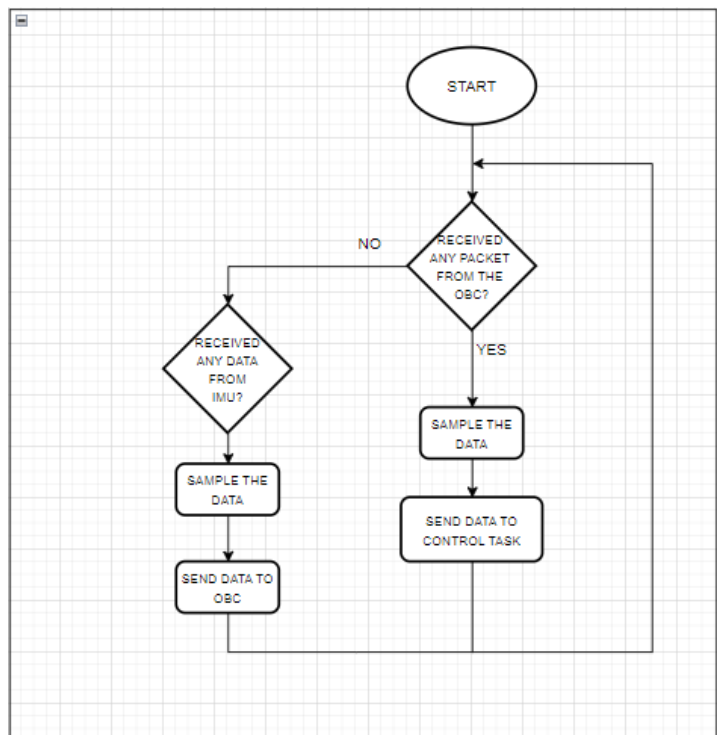 START
RECEIVED
ANY PACKET
FROM THE
OBC?
NO
YES
RECEIVED
ANY DATA
FROM
IMU?
SAMPLE THE
DATA
SEND DATA TO
CONTROL TASK
SAMPLE THE
DATA
SEND DATA TO
OBC